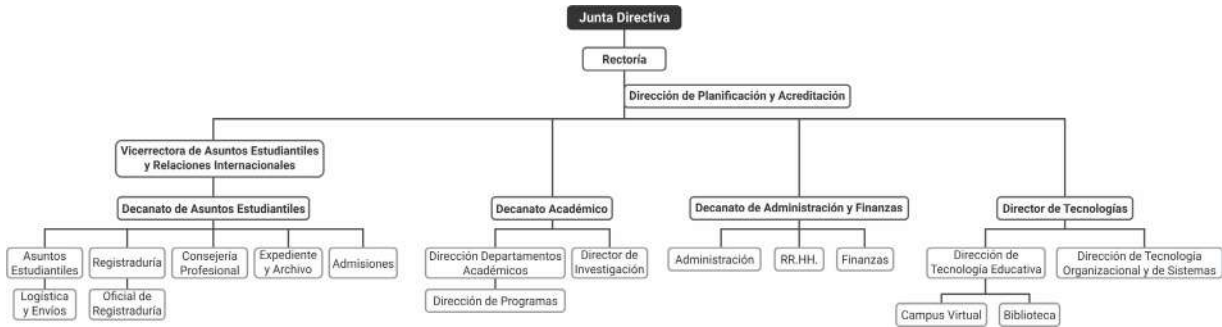 Junta Directiva
Rectoría
Dirección de Planificación y Acreditación
Vicerrectora de Asuntos Estudiantiles
y Relaciones Internacionales
Decanato de Asuntos Estudiantiles
Decanato Académico
Decanato de Administración y Finanzas
Director de Tecnologías
Asuntos
Estudiantiles
Registraduría
Consejería
Profesional
Expediente
y Archivo
Admisiones
Dirección Departamentos
Académicos
Director de
Investigación
Administración
RR.HH.
Finanzas
Dirección de
Tecnología Educativa
Dirección de Tecnología
Organizacional y de Sistemas
Logística
y Envíos
Oficial de
Registraduría
Dirección de Programas
Campus Virtual
Biblioteca